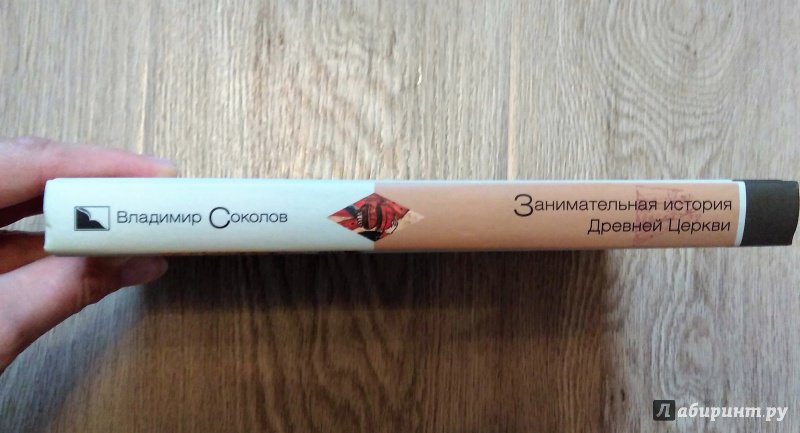 Владимир Соколов
Занимательная история
Древней Церкви
Лабиринт.ру